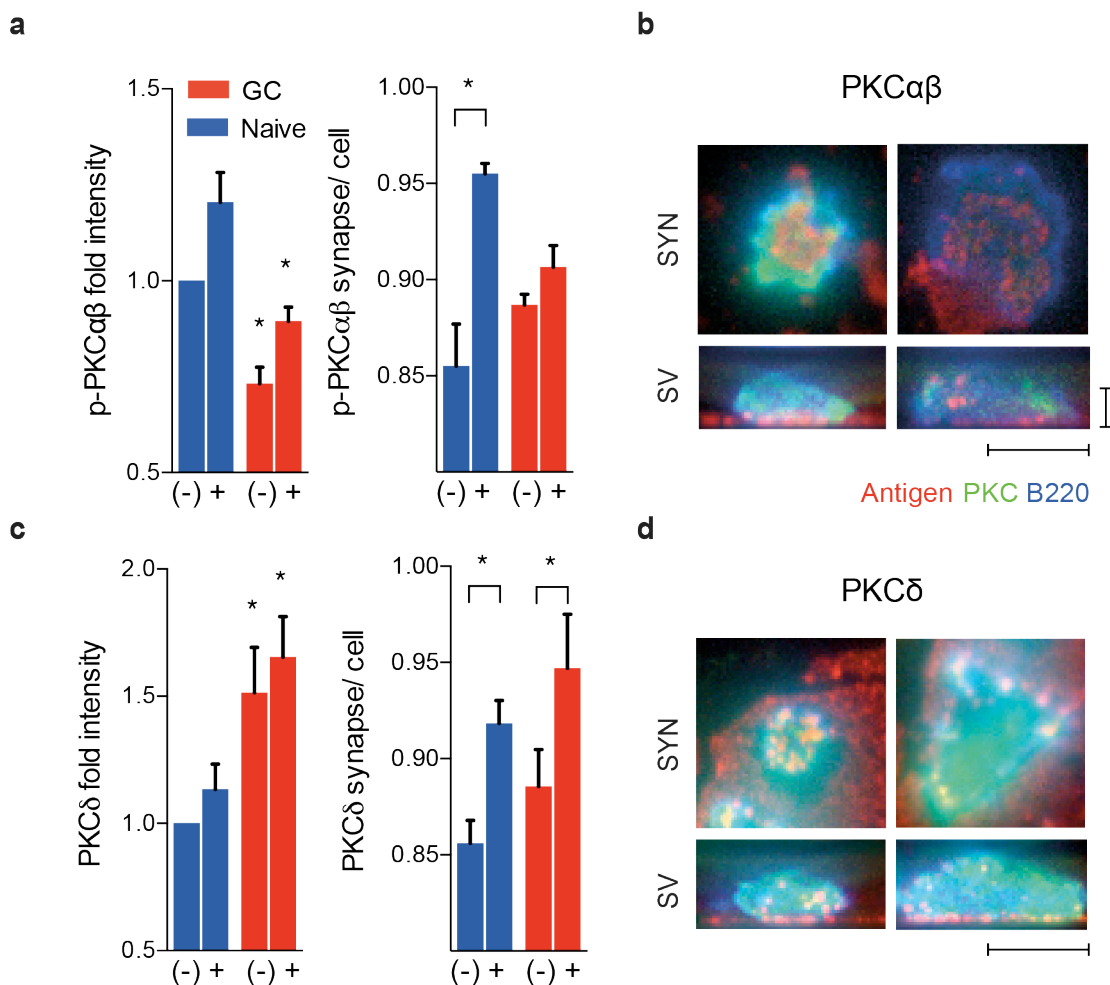 a
1.5
1.0
0.5
p-PKCαβ fold intensity
GC
Naive
*
*
(-) + (-) +
1.00
0.95
0.90
0.85
p-PKCαβ synapse/ cell
*
(-) + (-) +
b
PKCαβ
SYN
SV
Antigen PKC B220
c
2.0
1.5
1.0
0.5
PKCδ fold intensity
*
*
(-) + (-) +
1.00
0.95
0.90
0.85
PKCδ synapse/ cell
*
*
(-) + (-) +
d
PKCδ
SYN
SV